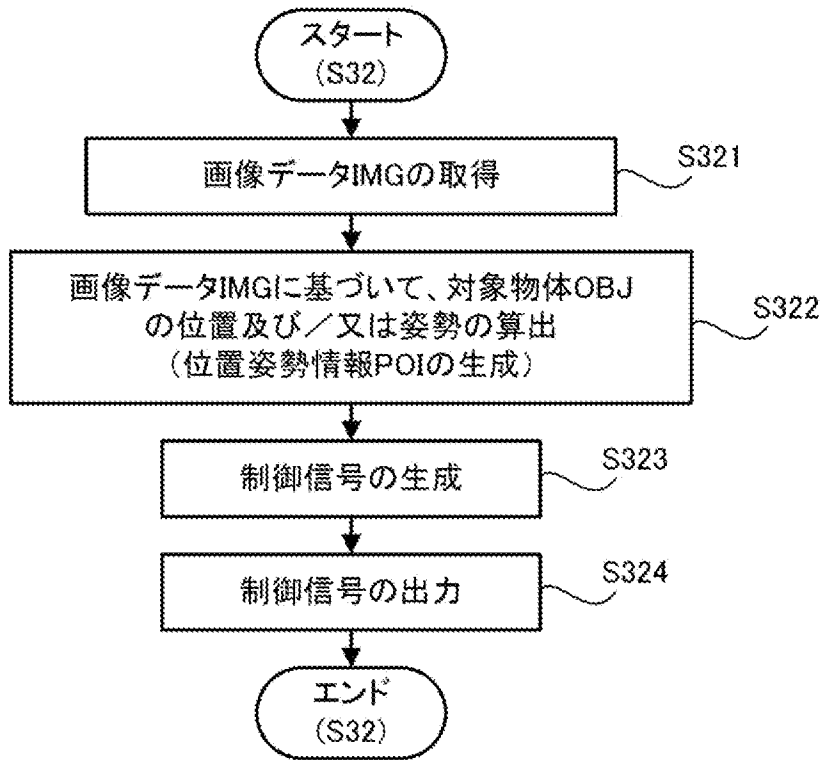 スタート
(S32)
画像データIMGの取得
S321
画像データIMGに基づいて、対象物体OBJ
の位置及び／又は姿勢の算出
（位置姿勢情報POIの生成）
S322
制御信号の生成
S323
制御信号の出力
S324
エンド
(S32)